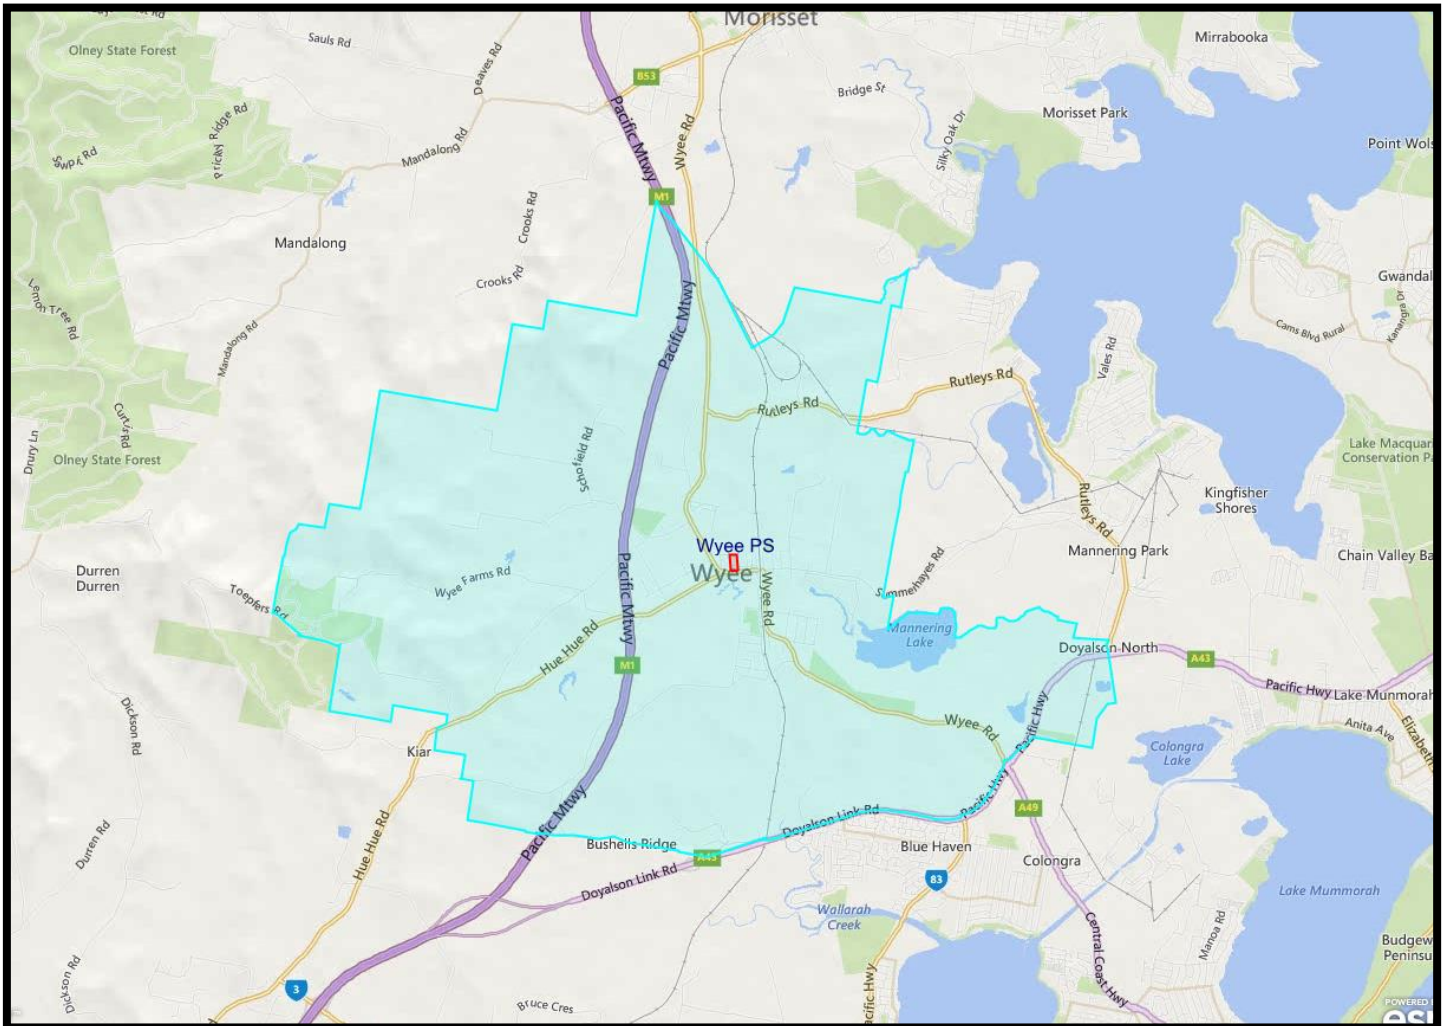 Morisset
Mirrabooka
Sauls Rd
Olney State Forest
Deaves Rd
B53
Bridge St
Morisset Park
Pacific Mtwy
Wyee Rd
Silky Oak Dr
Pricky Ridge Rd
Mandalong Rd
Sawpit Rd
Point Wols
M1
Crooks Rd
Mandalong
Crooks Rd
Gwandal
Lemon Tree Rd
Pacific Mtwy
Kanangra Dr
Cams Blvd Rural
Mandalong Rd
Vales Rd
Rutleys Rd
Rutleys Rd
Curtis Rd
Schofield Rd
Drury Ln
Olney State Forest
Lake Macquar
Conservation Pa
Kingfisher
Shores
Rutleys Rd
Wyee PS
Wyee
Mannering Park
Chain Valley Ba
Durren
Durren
Wyee Farms Rd
Pacific Mtwy
Wyee Rd
Summerhayes Rd
Toepfers Rd
Mannering
Lake
Hue Hue Rd
Doyalson North
A43
M1
Pacific Hwy
Lake Munmorah
Dickson Rd
Wyee Rd
Pacific Hwy
Anita Ave
Elizabeth
Kiar
Colongra
Lake
Pacific Hwy
A49
Pacific Mtwy
Doyalson Link Rd
Durren Rd
Hue Hue Rd
Bushells Ridge
A43
Blue Haven
Colongra
Doyalson Link Rd
83
Lake Mummorah
Wallarah
Creek
Central Coast Hwy
Manoa Rd
Budgew
Peninsu
Dickson Rd
3
Bruce Cres
acific Hwy
POWERED
esri